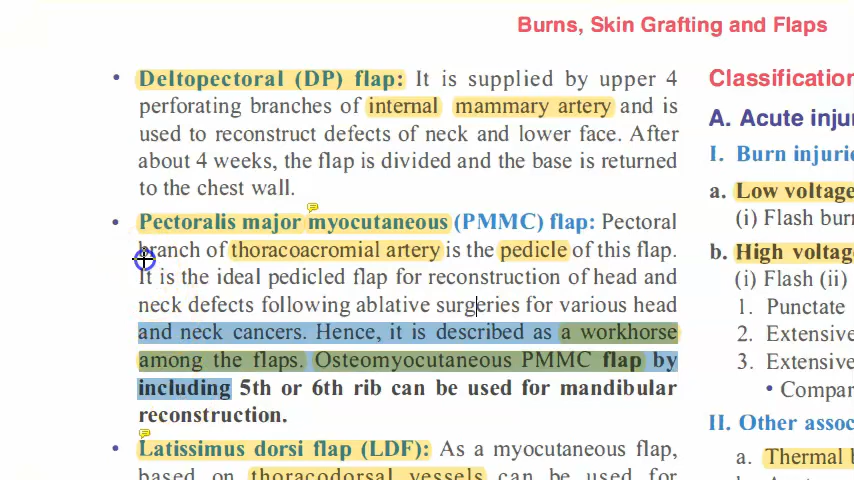 Burns, Skin Grafting and Flaps
• Deltopectoral (DP) flap: It is supplied by upper 4
perforating branches of internal mammary artery and is
used to reconstruct defects of neck and lower face. After
about 4 weeks, the flap is divided and the base is returned
to the chest wall.
• Pectoralis major myocutaneous (PMMC) flap: Pectoral
branch of thoracoacromial artery is the pedicle of this flap.
It is the ideal pedicled flap for reconstruction of head and
neck defects following ablative surgeries for various head
and neck cancers. Hence, it is described as a workhorse
among the flaps. Osteomyocutaneous PMMC flap by
including 5th or 6th rib can be used for mandibular
reconstruction.
• Latissimus dorsi flap (LDF): As a myocutaneous flap,
based on thoracodorsal vessels can be used for
Classification
A. Acute inju
I. Burn injurie
a. Low voltage
(i) Flash bur
b. High voltag
(i) Flash (ii)
1. Punctate
2. Extensive
3. Extensive
• Compar
II. Other assoc
a. Thermal b